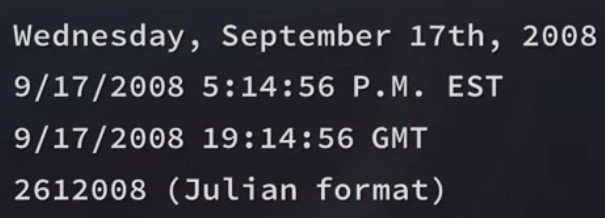 Wednesday, September 17th, 2008
9/17/2008 5:14:56 P.M. EST
9/17/2008 19:14:56 GMT
2612008 (Julian format)